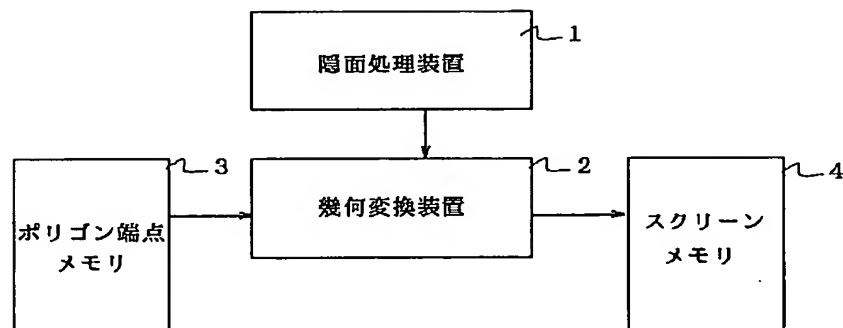 1
隠面処理装置
3
2
4
幾何変換装置
ポリゴン端点
メモリ
スクリーン
メモリ